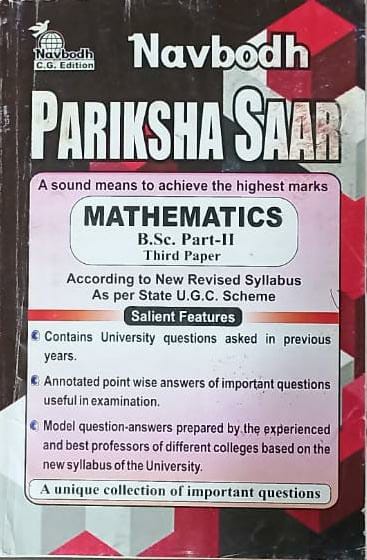 Navbodh
C.G. Edition
Navbodh
PARIKSHA SAAR
A sound means to achieve the highest marks
MATHEMATICS
B.Sc. Part-II
Third Paper
According to New Revised Syllabus
As per State U.G.C. Scheme
Salient Features
Contains University questions asked in previous
years.
Annotated point wise answers of important questions
useful in examination.
Model question-answers prepared by the experienced
and best professors of different colleges based on the
new syllabus of the University.
A unique collection of important questions